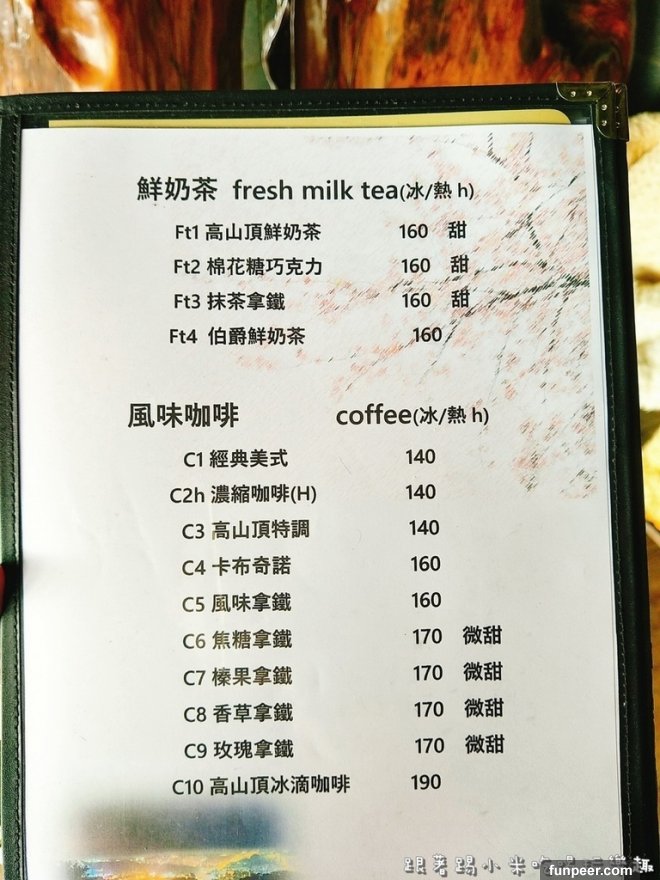 鮮奶茶 fresh milk tea(冰/熱 h)
Ft1 高山頂鮮奶茶 160 甜
Ft2 棉花糖巧克力 160 甜
Ft3 抹茶拿鐵 160 甜
Ft4 伯爵鮮奶茶 160
風味咖啡 coffee(冰/熱 h)
C1 經典美式 140
C2h 濃縮咖啡(H) 140
C3 高山頂特調 140
C4 卡布奇諾 160
C5 風味拿鐵 160
C6 焦糖拿鐵 170 微甜
C7 榛果拿鐵 170 微甜
C8 香草拿鐵 170 微甜
C9 玫瑰拿鐵 170 微甜
C10 高山頂冰滴咖啡 190
跟著踢小米
funpeer.com